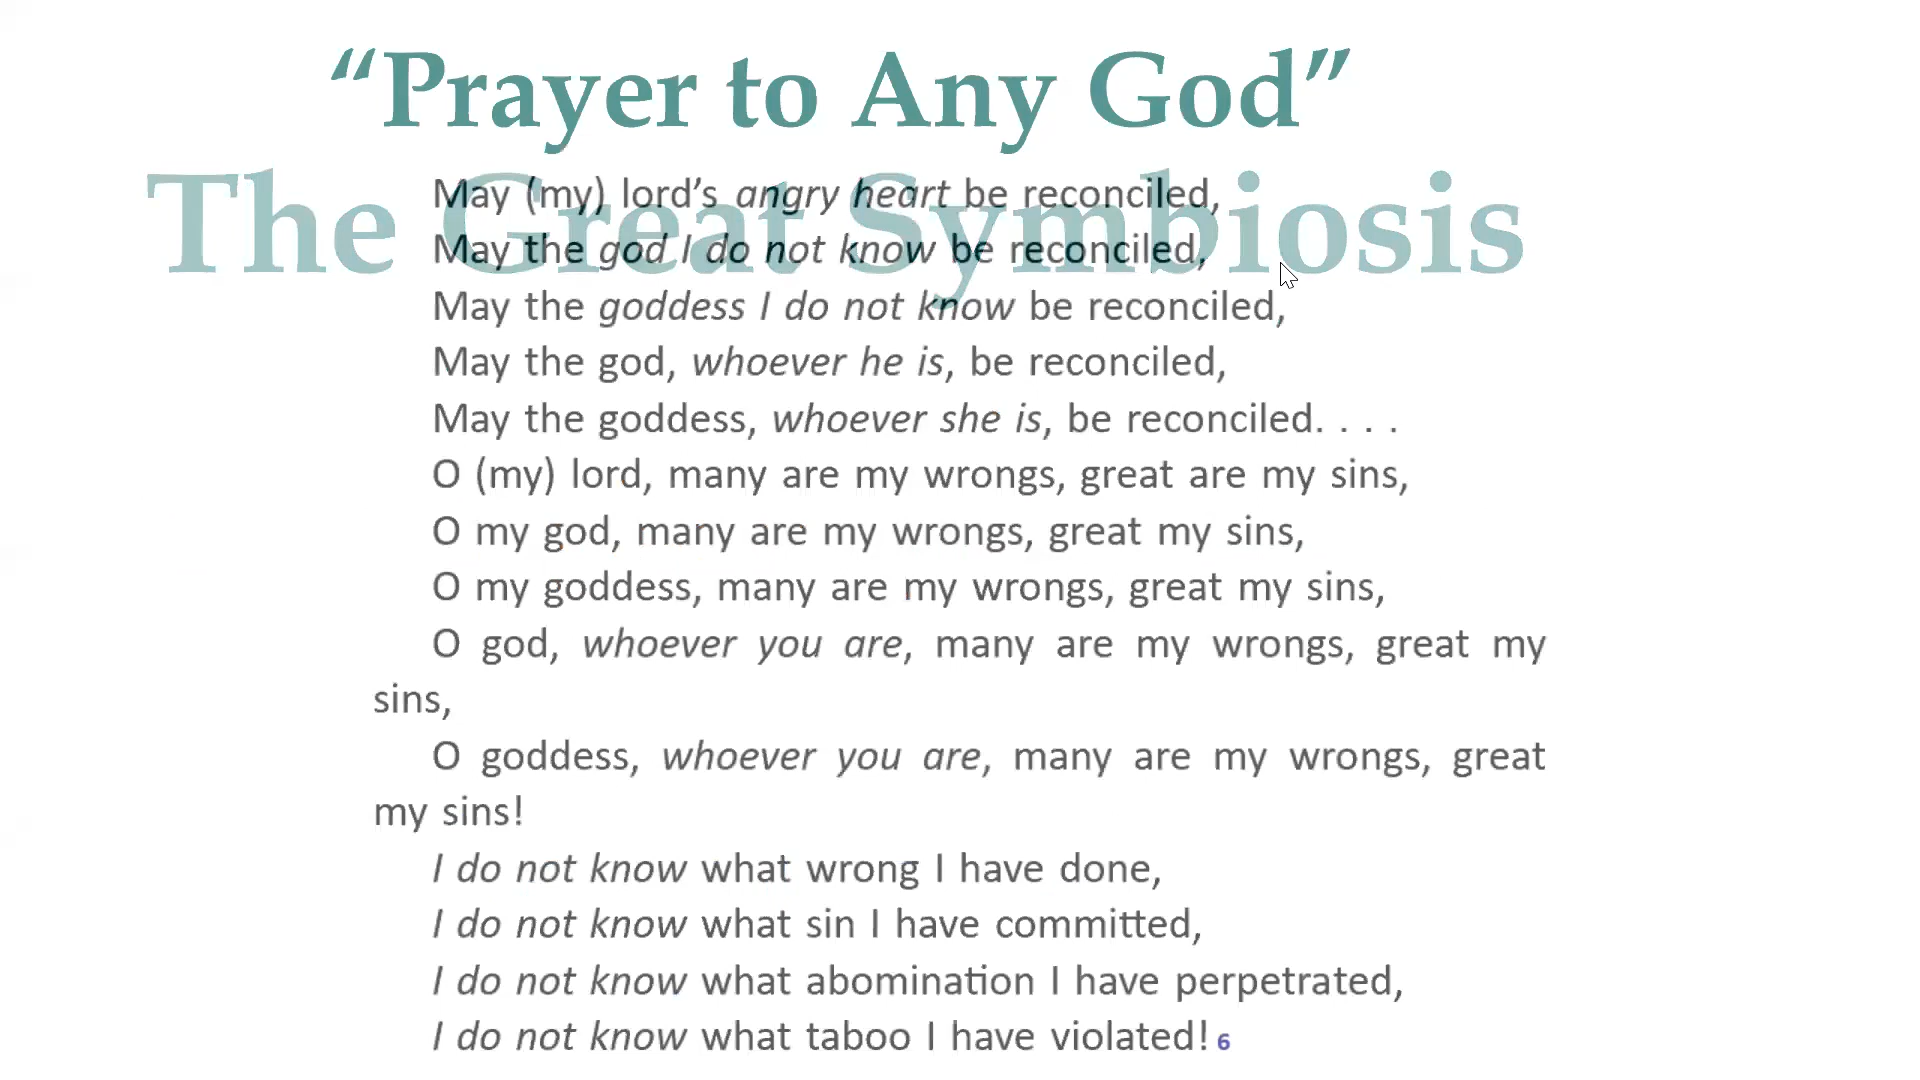 “Prayer to Any God”
The Great Symbiosis
May (my) lord’s angry heart be reconciled,
May the god I do not know be reconciled,
May the goddess I do not know be reconciled,
May the god, whoever he is, be reconciled,
May the goddess, whoever she is, be reconciled. . . .
O (my) lord, many are my wrongs, great are my sins,
O my god, many are my wrongs, great my sins,
O my goddess, many are my wrongs, great my sins,
O god, whoever you are, many are my wrongs, great my
sins,
O goddess, whoever you are, many are my wrongs, great
my sins!
I do not know what wrong I have done,
I do not know what sin I have committed,
I do not know what abomination I have perpetrated,
I do not know what taboo I have violated! 6